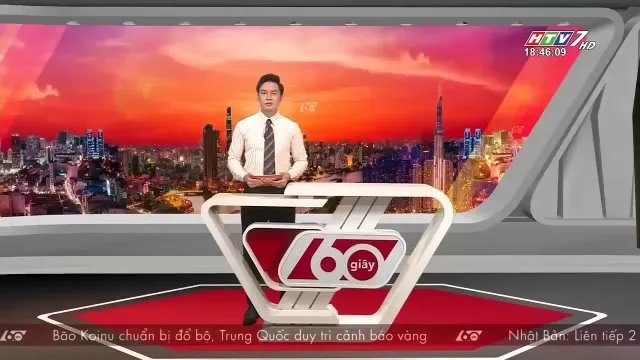 HTV7 HD
18:46:09
60
giây
60 Bão Koinu chuẩn bị đổ bộ, Trung Quốc duy trì cảnh báo vàng 60 Nhật Bản: Liên tiếp 2